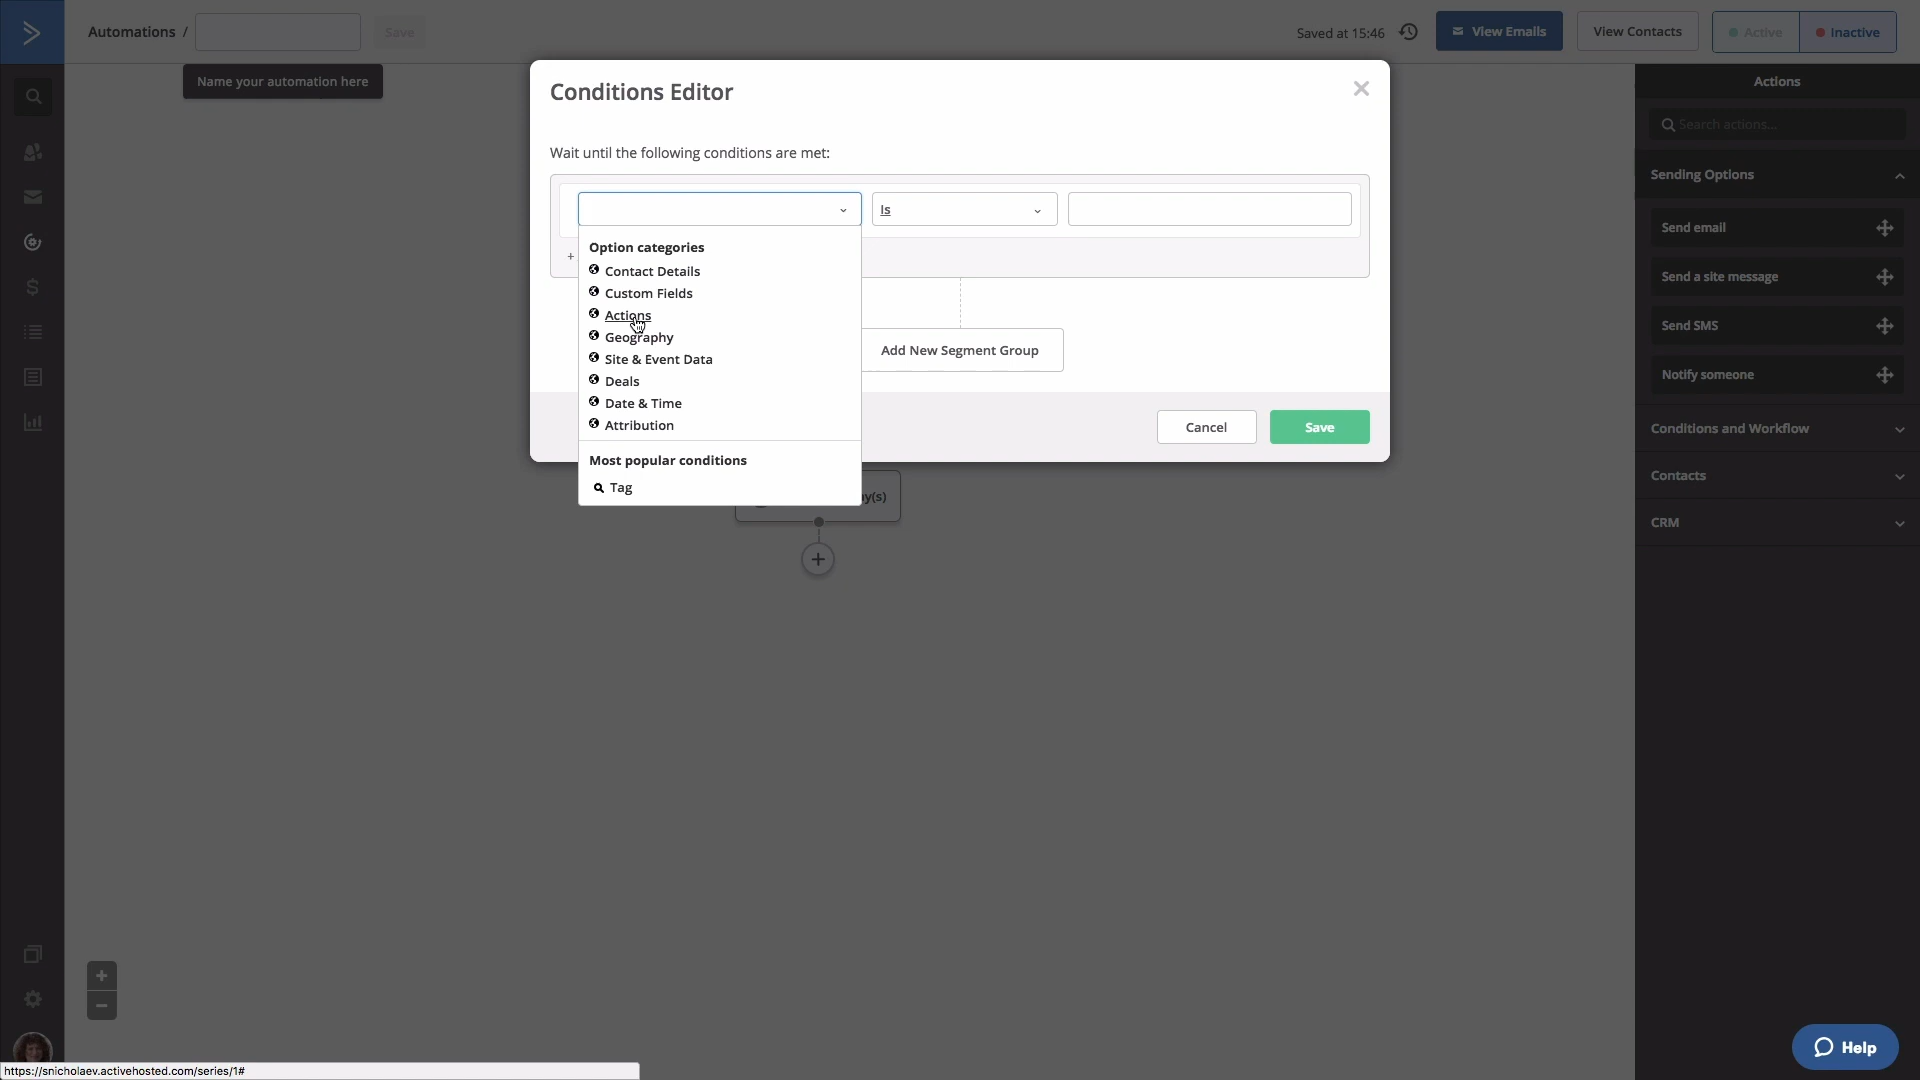 Automations /
Save
Saved at 15:46
View Emails
View Contacts
Active
Inactive
Name your automation here
Conditions Editor
Wait until the following conditions are met:
Is
Option categories
Contact Details
Custom Fields
Actions
Geography
Site & Event Data
Deals
Date & Time
Attribution
Most popular conditions
Tag
+
Add New Segment Group
Cancel
Save
ay(s)
Actions
Search actions...
Sending Options
Send email
Send a site message
Send SMS
Notify someone
Conditions and Workflow
Contacts
CRM
Help
https://snicholaev.activehosted.com/series/1#